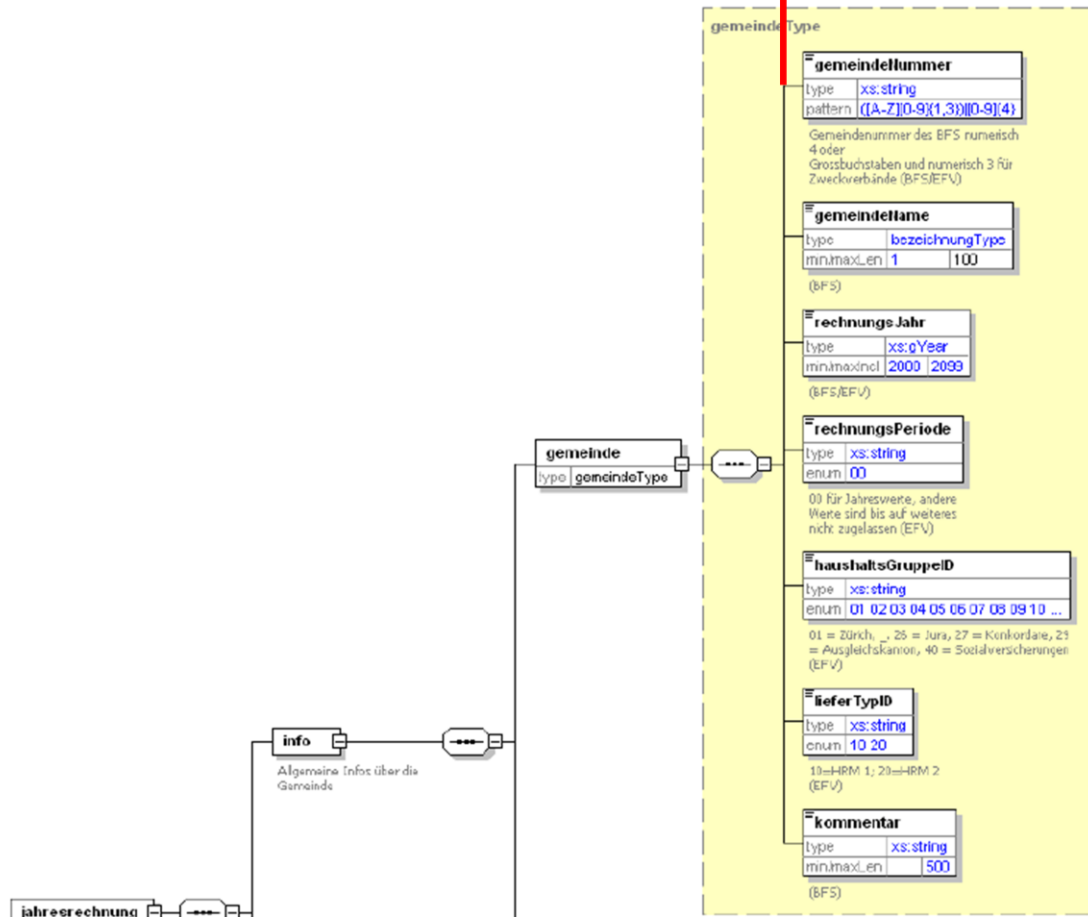 gemeindeType
gemeindeNummer
type xs:string
pattern ([A-Z][0-9]{1,3})|[0-9]{4}
Gemeindenummer des BFS numerisch
4 oder
Grossbuchstaben und numerisch 3 für
Zweckverbände (BFS/EFV)
gemeindeName
type bezeichnungType
min/maxLen 1 100
(BFS)
rechnungsJahr
type xs:gYear
min/maxIncl 2000 2099
(BFS/EFV)
rechnungsPeriode
type xs:string
enum 00
00 für Jahreswerte, andere
Werte sind bis auf weiteres
nicht zugelassen (EFV)
gemeinde
type gemeindeType
haushaltsGruppeID
type xs:string
enum 01 02 03 04 05 06 07 08 09 10 ...
01 = Zürich, _, 26 = Jura, 27 = Konkordate, 29
= Ausgleichskanton, 40 = Sozialversicherungen
(EFV)
lieferTypID
type xs:string
enum 10 20
10=HRM 1; 20=HRM 2
(EFV)
info
Allgemeine Infos über die
Gemeinde
kommentar
type xs:string
min/maxLen 500
(BFS)
jahresrechnung